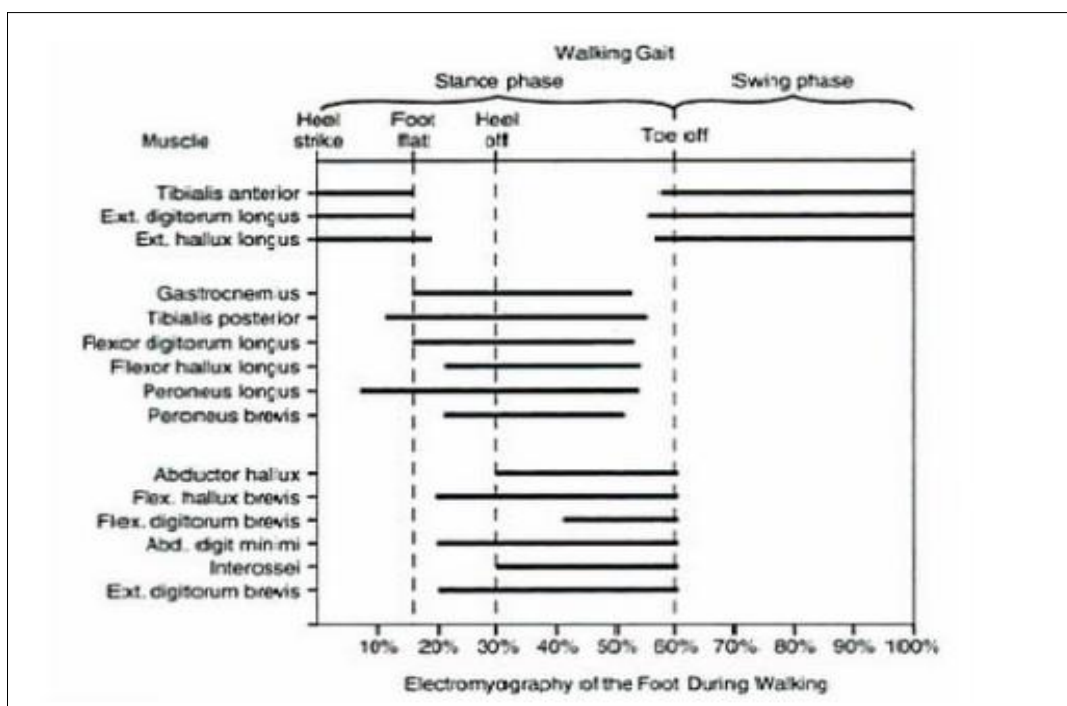 Walking Gait
Stance phase Swing phase
Muscle Heel strike Foot flat Heel off Toe off
Tibialis anterior
Ext. digitorum longus
Ext. hallux longus
Gastrocnemius
Tibialis posterior
Flexor digitorum longus
Flexor hallux longus
Peroneus longus
Peroneus brevis
Abductor hallux
Flex. hallux brevis
Flex. digitorum brevis
Abd. digit minimi
Interossei
Ext. digitorum brevis
10% 20% 30% 40% 50% 60% 70% 80% 90% 100%
Electromyography of the Foot During Walking